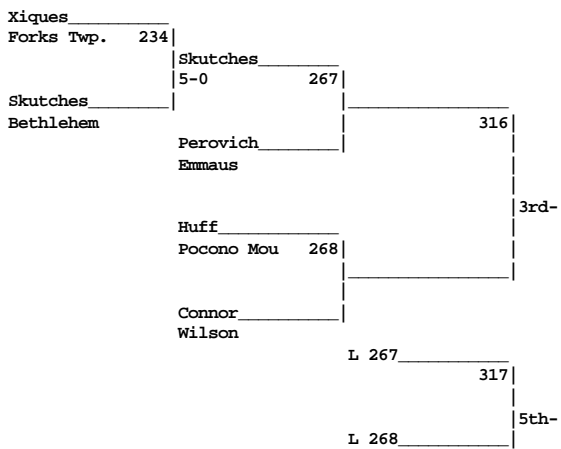 Xiques
Forks Twp. 234
Skutches
5-0 267
Skutches
Bethlehem 316
Perovich
Emmaus
3rd-
Huff
Pocono Mou 268
Connor
Wilson
L 267
317
5th-
L 268